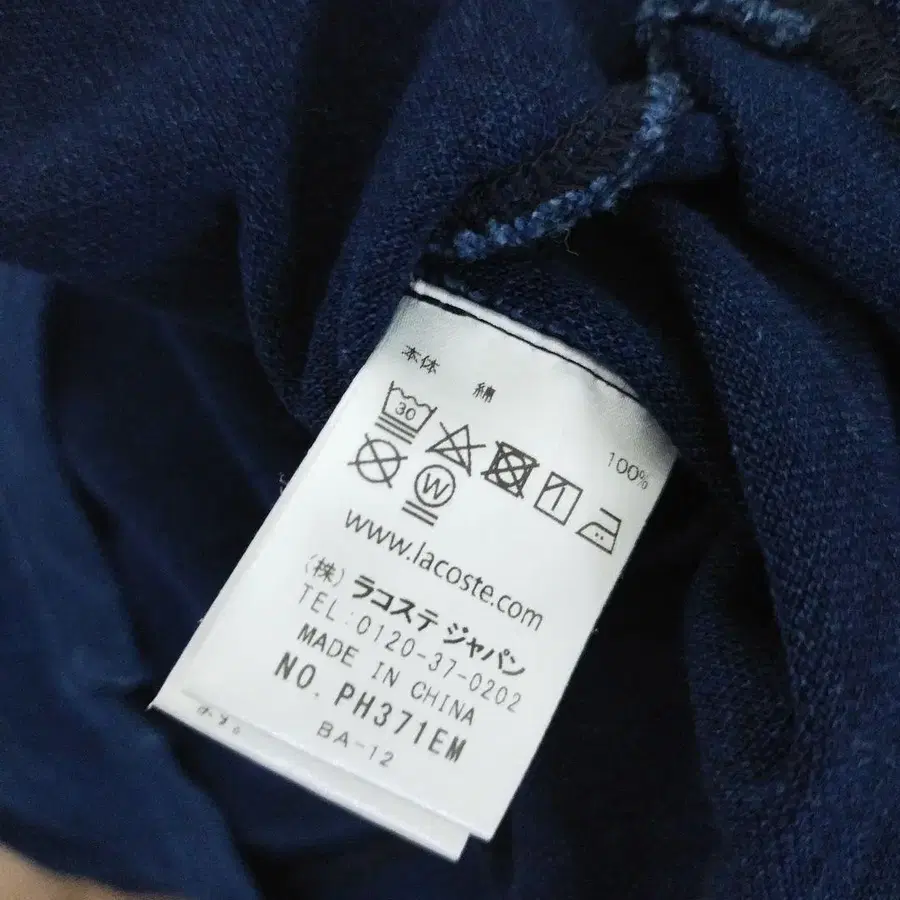 本体 綿 100%
30
W
www.lacoste.com
(株) ラコステ ジャパン
TEL:0120-37-0202
MADE IN CHINA
NO. PH371EM
BA-12